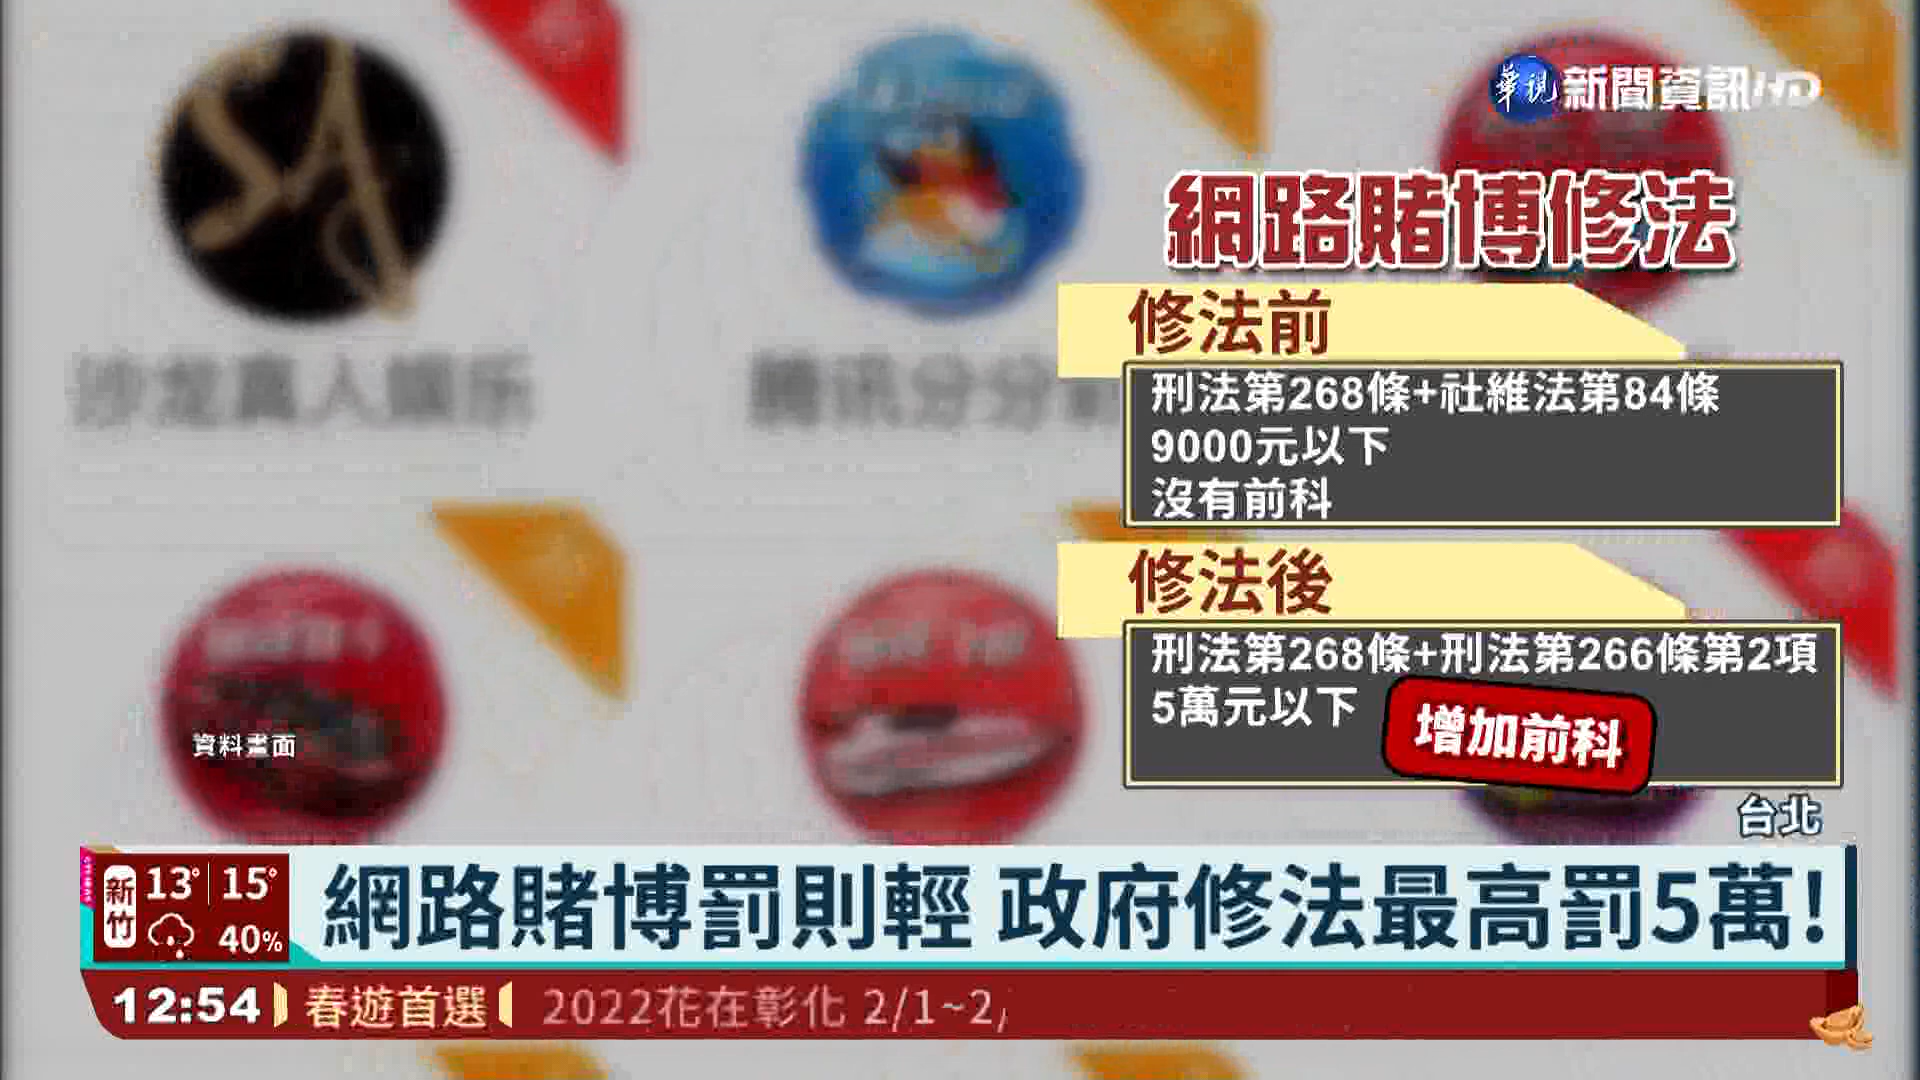 華視 新聞資訊HD
網路賭博修法
修法前
刑法第268條+社維法第84條
9000元以下
沒有前科
修法後
刑法第268條+刑法第266條第2項
5萬元以下
增加前科
資料畫面
台北
新竹
13° 15°
40%
網路賭博罰則輕 政府修法最高罰5萬!
12:54 春遊首選 2022花在彰化 2/1~2/